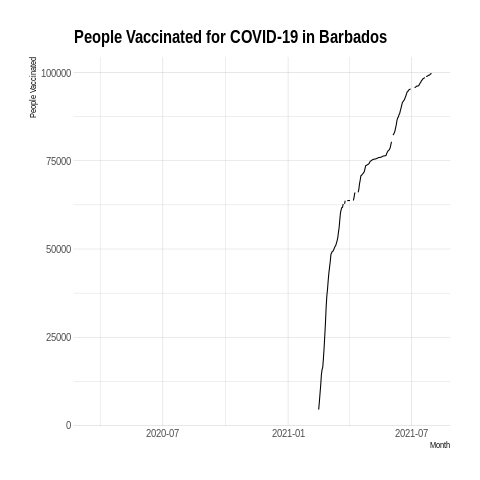 People Vaccinated for COVID-19 in Barbados
People Vaccinated
100000
75000
50000
25000
0
2020-07
2021-01
2021-07
Month